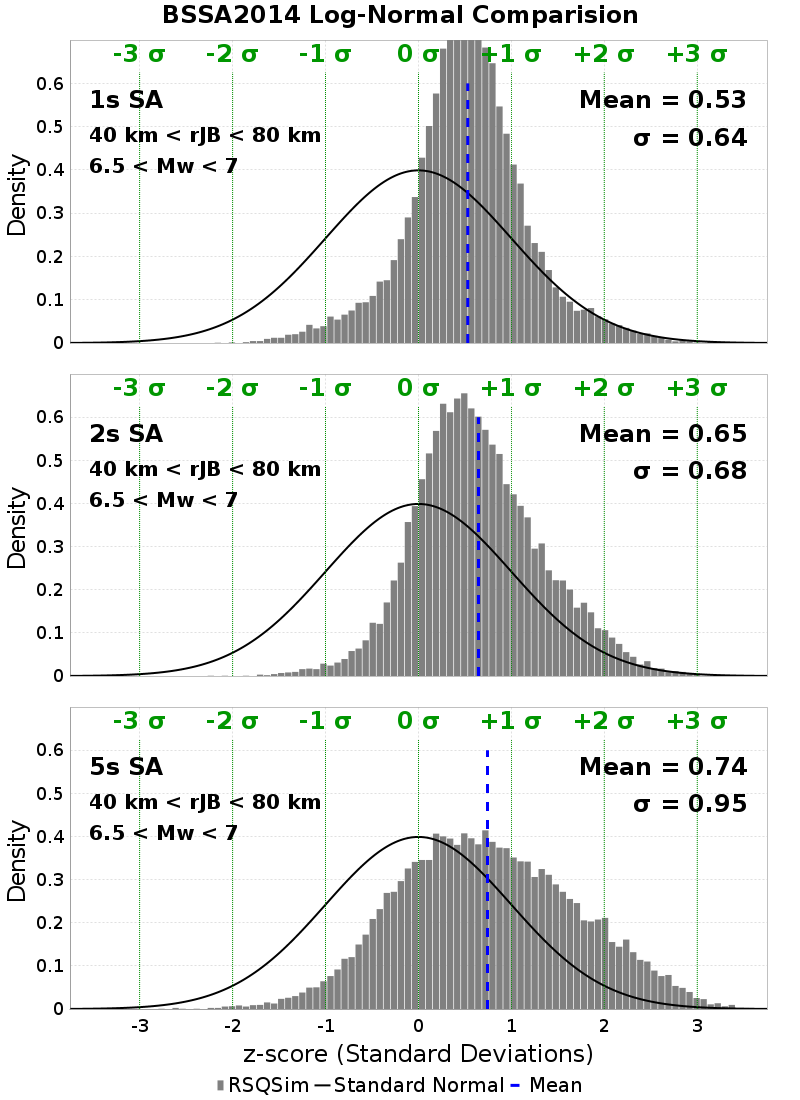 BSSA2014 Log-Normal Comparision
-3 σ -2 σ -1 σ 0 σ +1 σ +2 σ +3 σ
1s SA
Mean = 0.53
40 km < rJB < 80 km
σ = 0.64
6.5 < Mw < 7
Density
0.6
0.5
0.4
0.3
0.2
0.1
0
-3 σ -2 σ -1 σ 0 σ +1 σ +2 σ +3 σ
2s SA
Mean = 0.65
40 km < rJB < 80 km
σ = 0.68
6.5 < Mw < 7
Density
0.6
0.5
0.4
0.3
0.2
0.1
0
-3 σ -2 σ -1 σ 0 σ +1 σ +2 σ +3 σ
5s SA
Mean = 0.74
40 km < rJB < 80 km
σ = 0.95
6.5 < Mw < 7
Density
0.6
0.5
0.4
0.3
0.2
0.1
0
-3 -2 -1 0 1 2 3
z-score (Standard Deviations)
RSQSim Standard Normal Mean